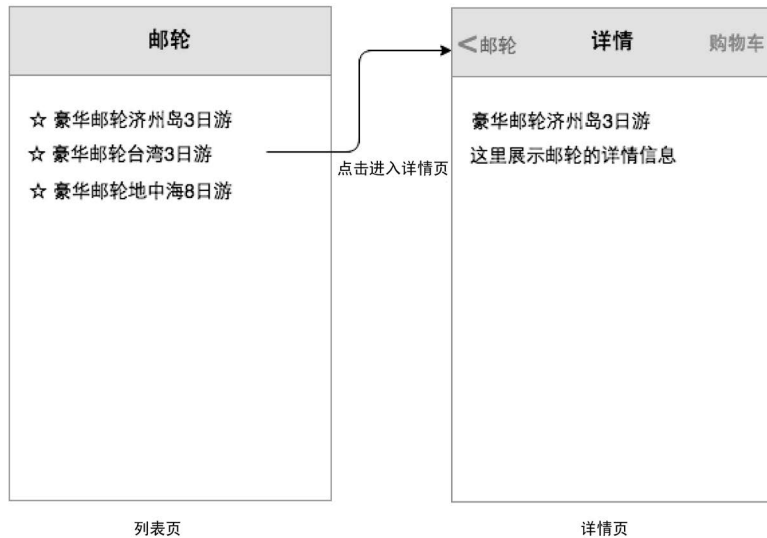 邮轮
☆ 豪华邮轮济州岛3日游
☆ 豪华邮轮台湾3日游
☆ 豪华邮轮地中海8日游
列表页
点击进入详情页
<邮轮 详情 购物车
豪华邮轮济州岛3日游
这里展示邮轮的详情信息
详情页